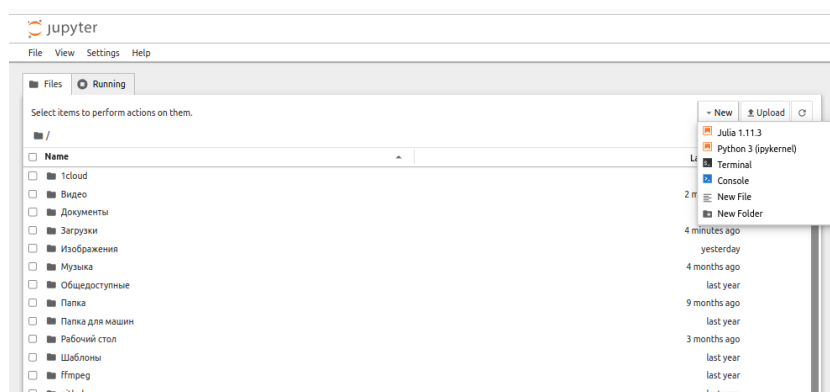 jupyter
File View Settings Help
Files Running
Select items to perform actions on them.
New Upload
/
Julia 1.11.3
Python 3 (ipykernel)
Terminal
Console
New File
New Folder
Name
1cloud
Видео
Документы
Загрузки 4 minutes ago
Изображения yesterday
Музыка 4 months ago
Общедоступные last year
Папка 9 months ago
Папка для машин last year
Рабочий стол 3 months ago
Шаблоны last year
ffmpeg last year